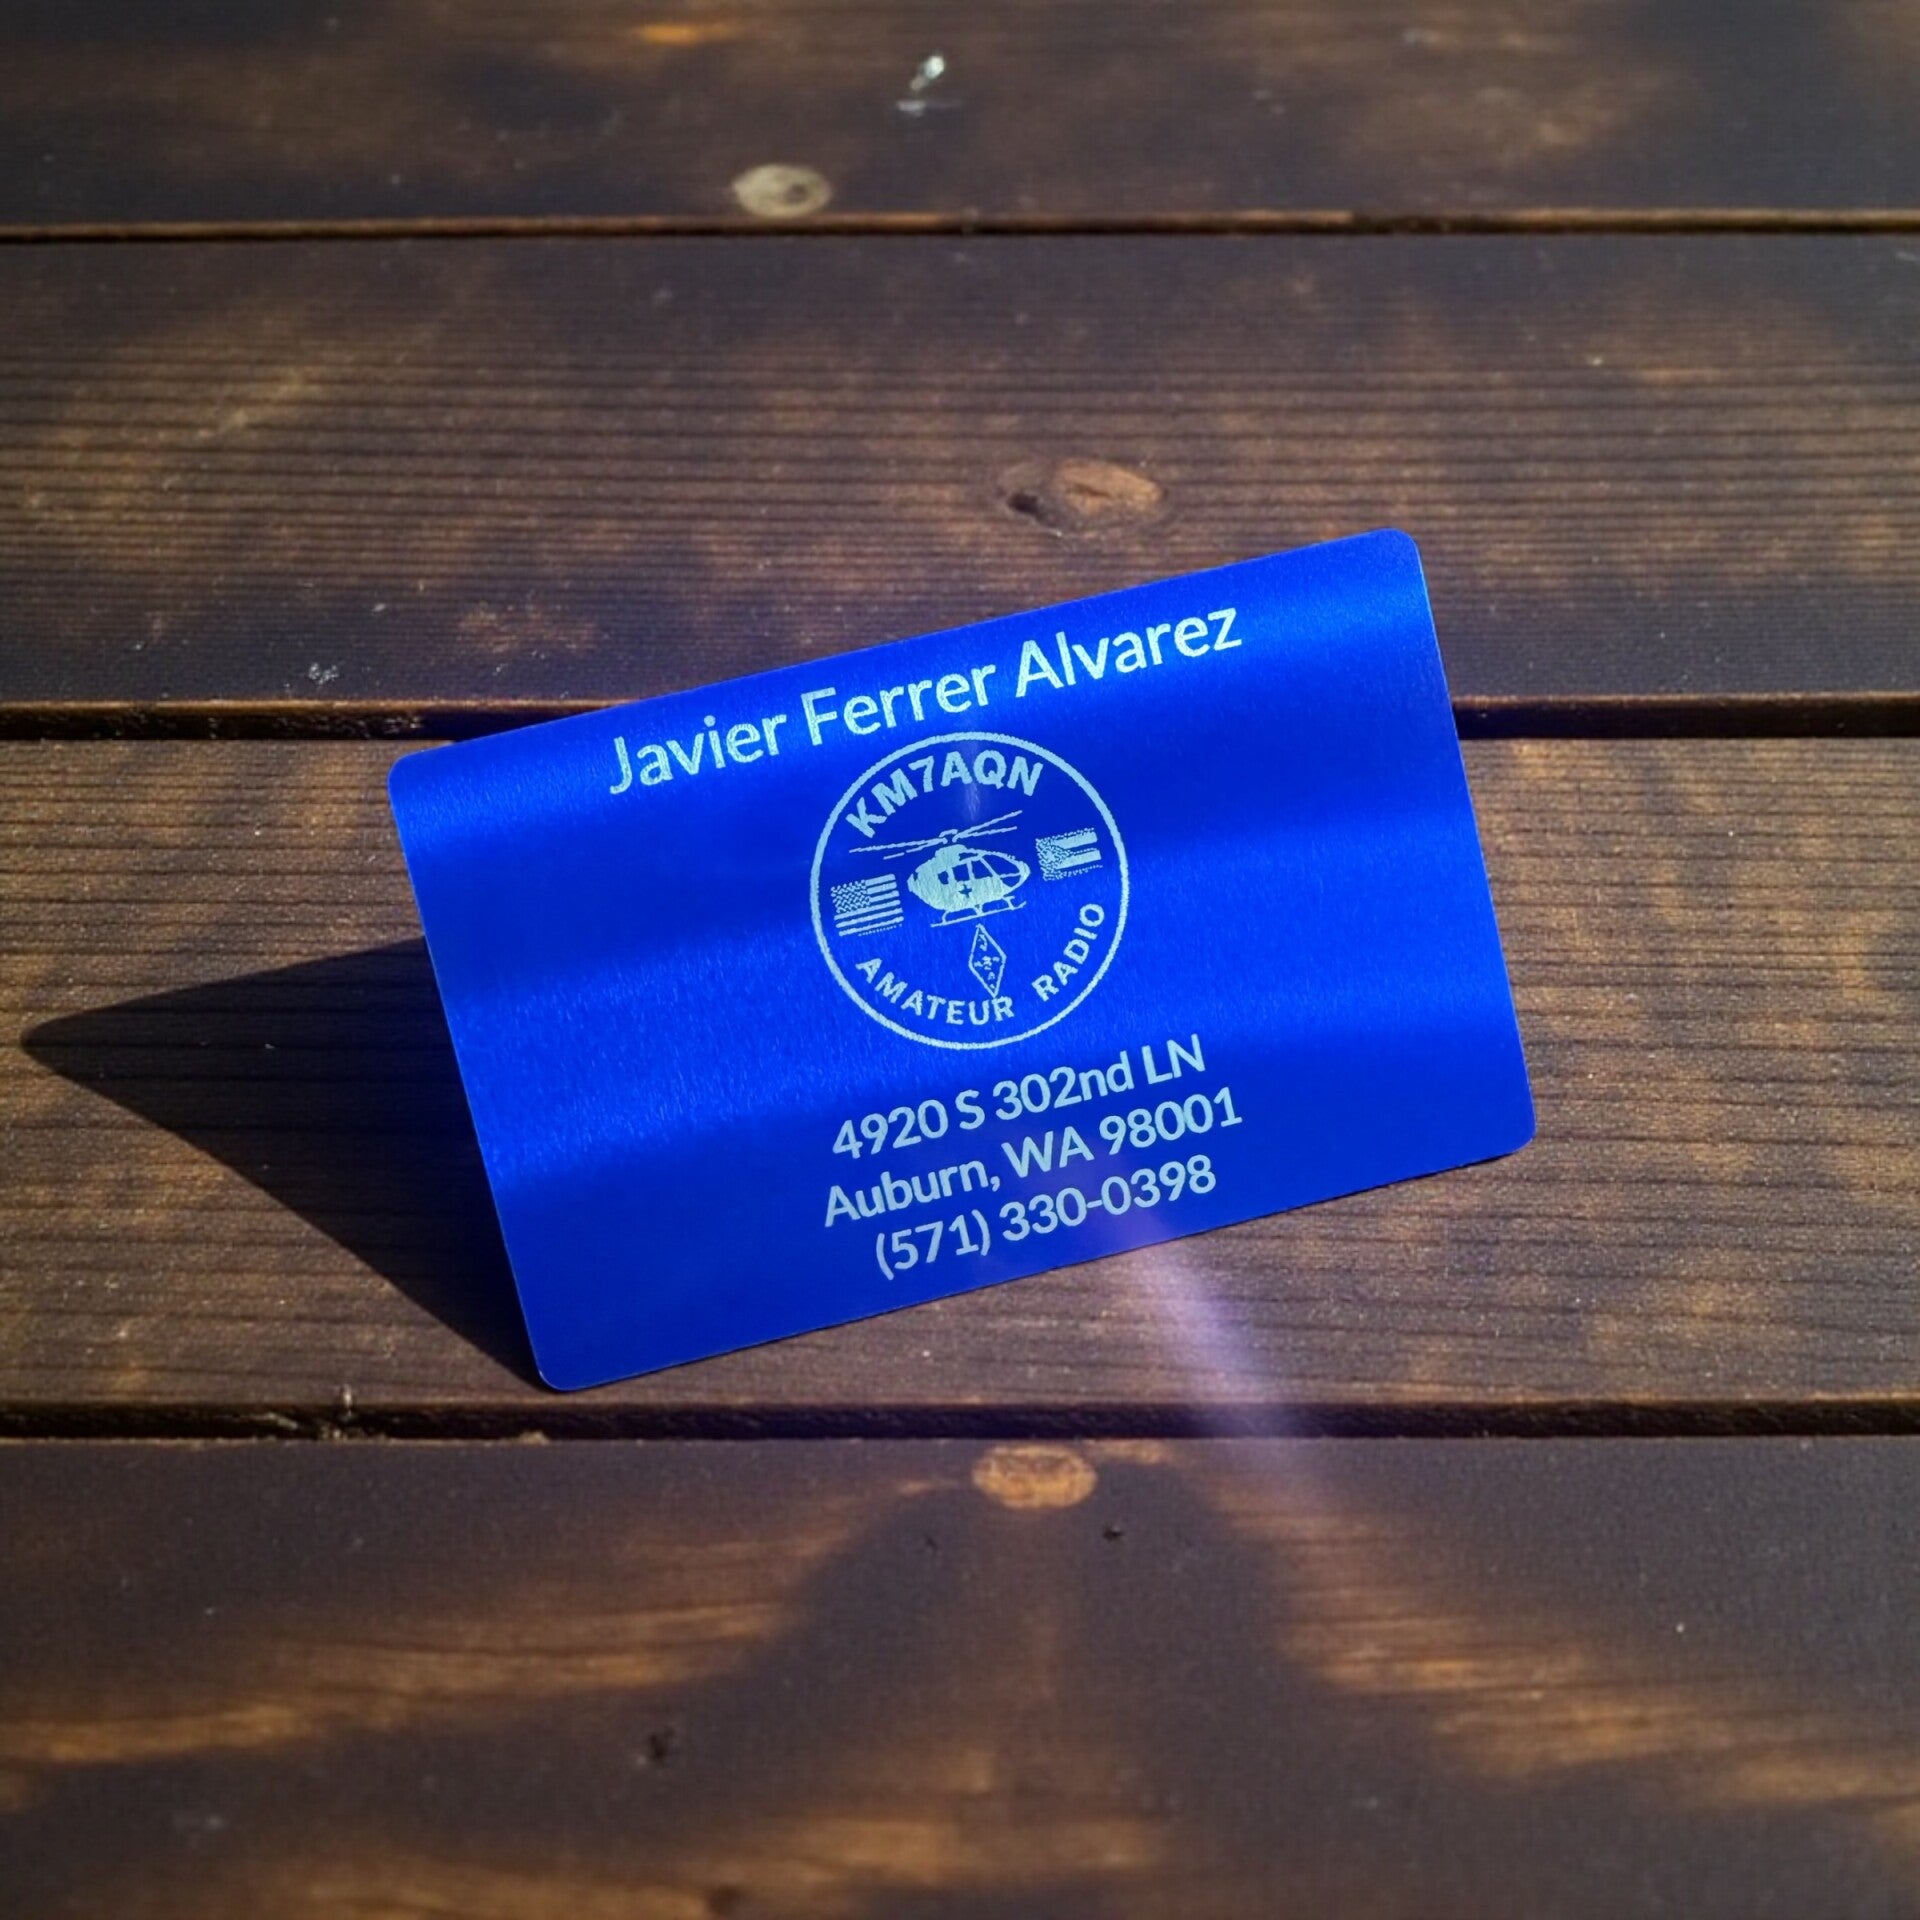 Javier Ferrer Alvarez
KM7AQN
AMATEUR RADIO
4920 S 302nd LN
Auburn, WA 98001
(571) 330-0398